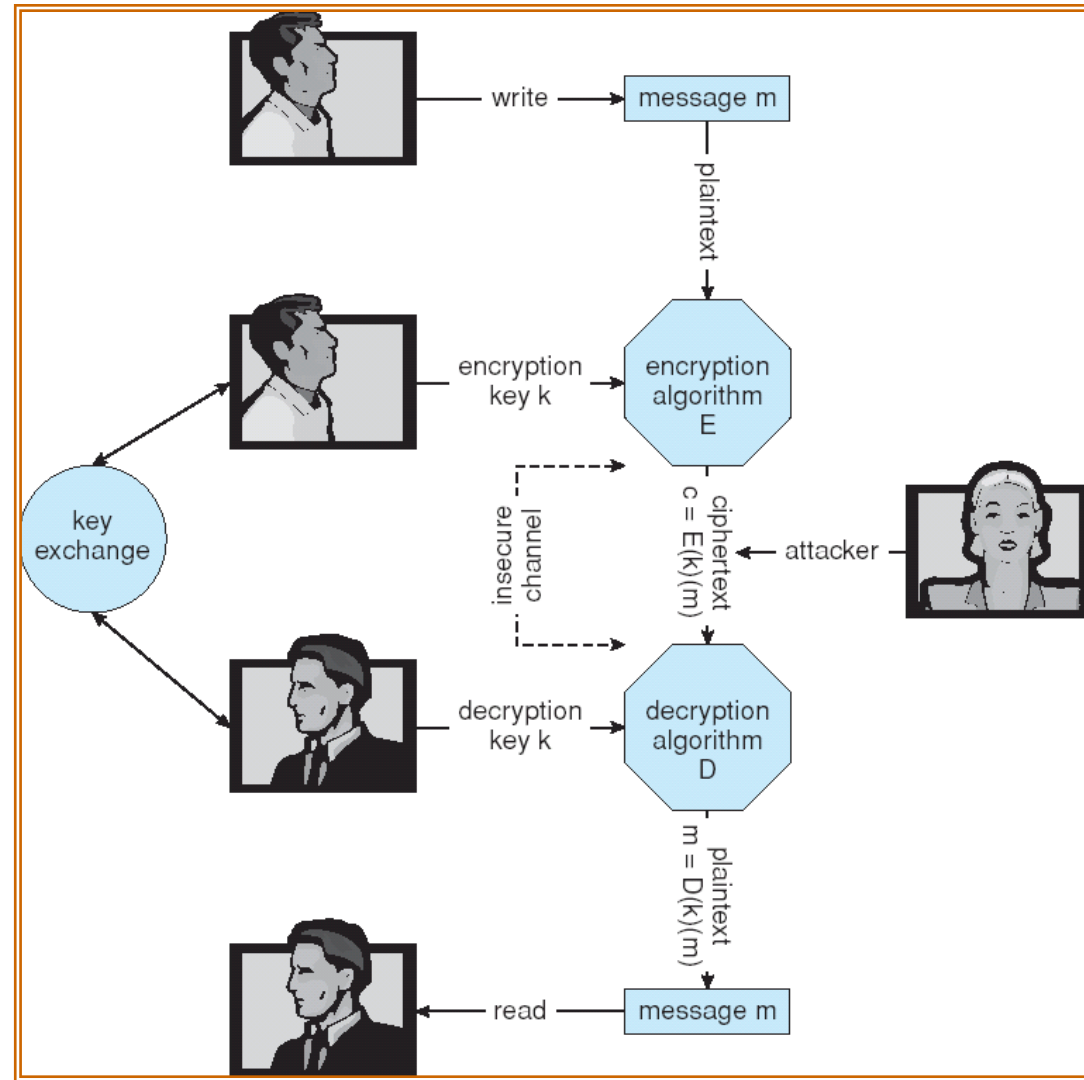 write
message m
plaintext
encryption
key k
encryption
algorithm
E
key
exchange
insecure
channel
ciphertext
c = E(k)(m)
attacker
decryption
key k
decryption
algorithm
D
plaintext
m = D(k)(m)
read
message m